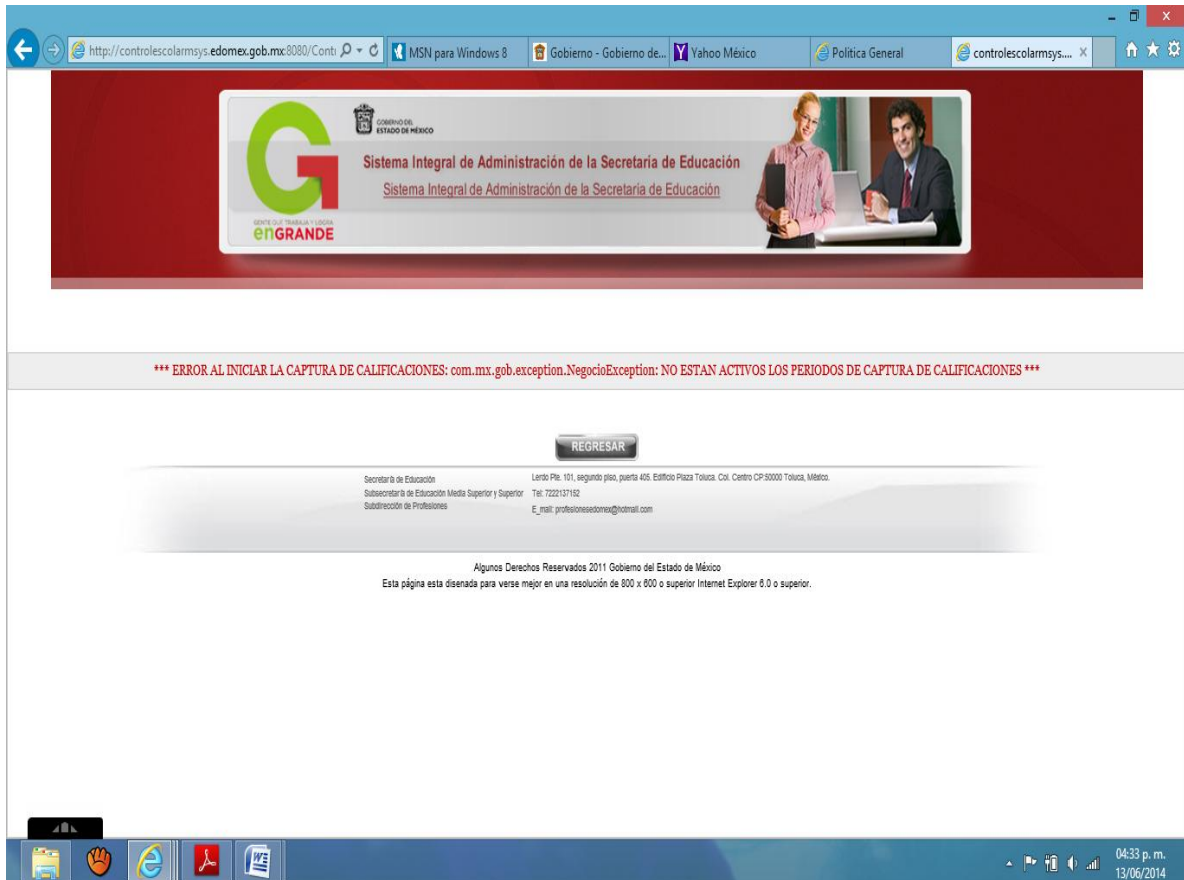 http://controlescolarmsys.edomex.gob.mx:8080/Conti
MSN para Windows 8
Gobierno - Gobierno de...
Yahoo México
Politica General
controlescolarmsys....
GOBIERNO DEL
ESTADO DE MÉXICO
Sistema Integral de Administración de la Secretaria de Educación
Sistema Integral de Administración de la Secretaria de Educación
GENTE QUE TRABAJA Y LOGRA
enGRANDE
*** ERROR AL INICIAR LA CAPTURA DE CALIFICACIONES: com.mx.gob.exception.NegocioException: NO ESTAN ACTIVOS LOS PERIODOS DE CAPTURA DE CALIFICACIONES ***
REGRESAR
Secretaría de Educación
Subsecretaría de Educación Media Superior y Superior
Subdirección de Profesiones
Lerdo Pte. 101, segundo piso, puerta 405. Edificio Plaza Toluca. Col. Centro CP:50000 Toluca, México.
Tel: 7222137152
E_mail: profesionesedomex@hotmail.com
Algunos Derechos Reservados 2011 Gobierno del Estado de México
Esta página esta disenada para verse mejor en una resolución de 800 x 600 o superior Internet Explorer 6.0 o superior.
04:33 p. m.
13/06/2014